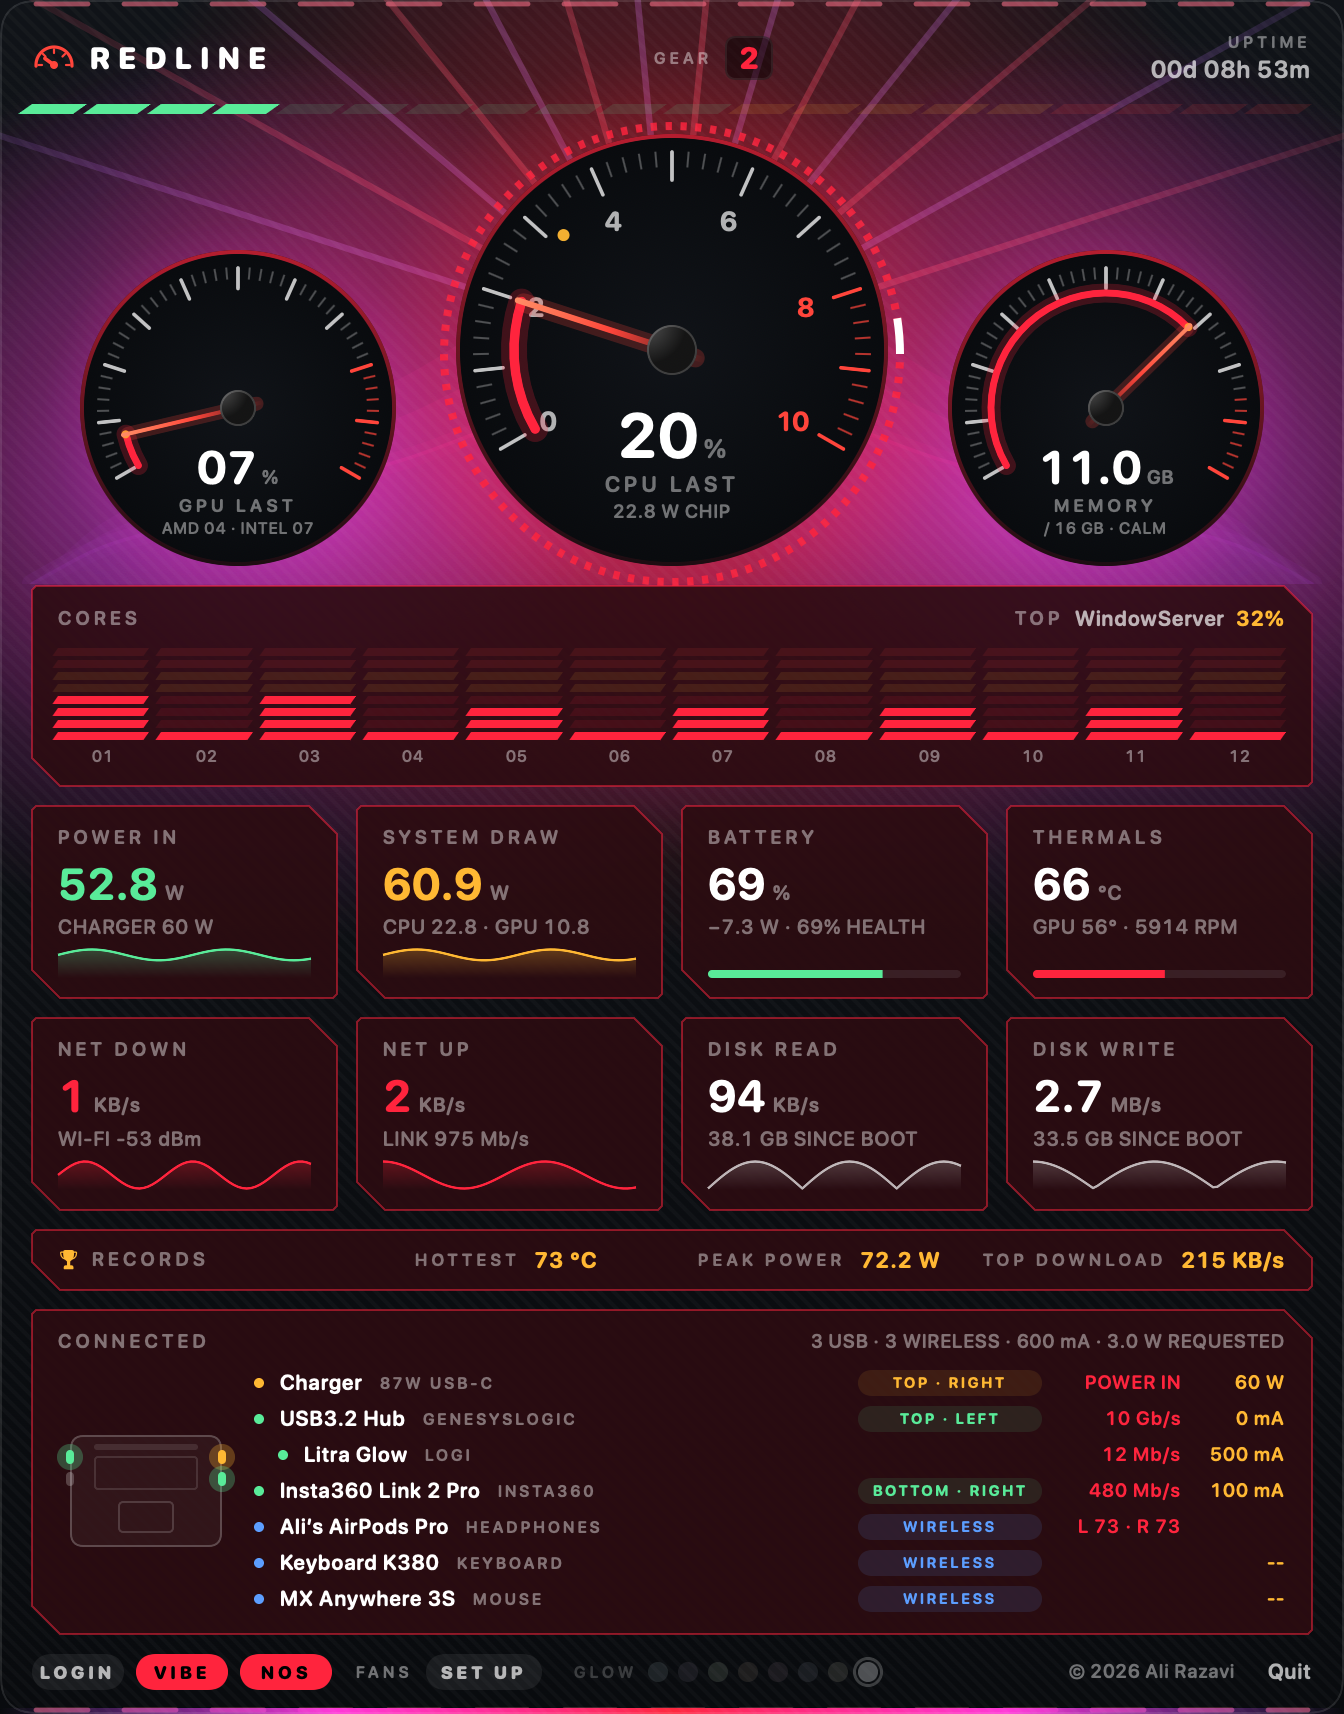 REDLINE
GEAR 2
UPTIME
00d 08h 53m
4 6
2 8
0 10
20 %
CPU LAST
22.8 W CHIP
07 %
GPU LAST
AMD 04 · INTEL 07
11.0 GB
MEMORY
/ 16 GB · CALM
CORES TOP WindowServer 32%
01 02 03 04 05 06 07 08 09 10 11 12
POWER IN
52.8 W
CHARGER 60 W
SYSTEM DRAW
60.9 W
CPU 22.8 · GPU 10.8
BATTERY
69 %
−7.3 W · 69% HEALTH
THERMALS
66 °C
GPU 56° · 5914 RPM
NET DOWN
1 KB/s
WI-FI -53 dBm
NET UP
2 KB/s
LINK 975 Mb/s
DISK READ
94 KB/s
38.1 GB SINCE BOOT
DISK WRITE
2.7 MB/s
33.5 GB SINCE BOOT
RECORDS HOTTEST 73 °C PEAK POWER 72.2 W TOP DOWNLOAD 215 KB/s
CONNECTED 3 USB · 3 WIRELESS · 600 mA · 3.0 W REQUESTED
Charger 87W USB-C TOP · RIGHT POWER IN 60 W
USB3.2 Hub GENESYSLOGIC TOP · LEFT 10 Gb/s 0 mA
Litra Glow LOGI 12 Mb/s 500 mA
Insta360 Link 2 Pro INSTA360 BOTTOM · RIGHT 480 Mb/s 100 mA
Ali's AirPods Pro HEADPHONES WIRELESS L 73 · R 73
Keyboard K380 KEYBOARD WIRELESS --
MX Anywhere 3S MOUSE WIRELESS --
LOGIN VIBE NOS FANS SET UP GLOW © 2026 Ali Razavi Quit